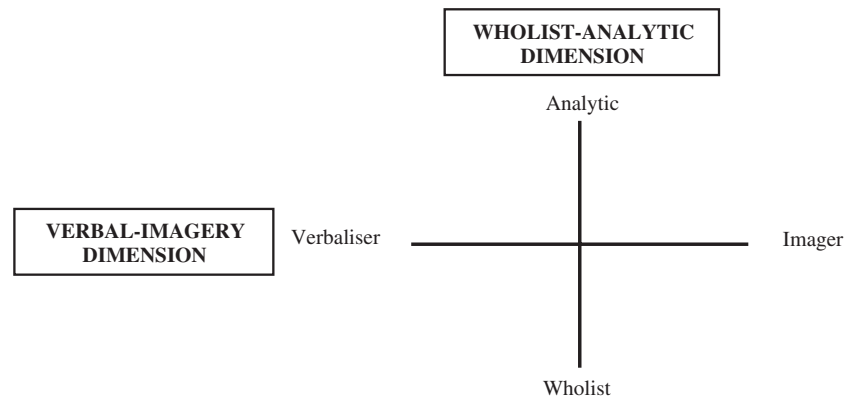 WHOLIST-ANALYTIC
DIMENSION
Analytic
VERBAL-IMAGERY
DIMENSION
Verbaliser
Imager
Wholist